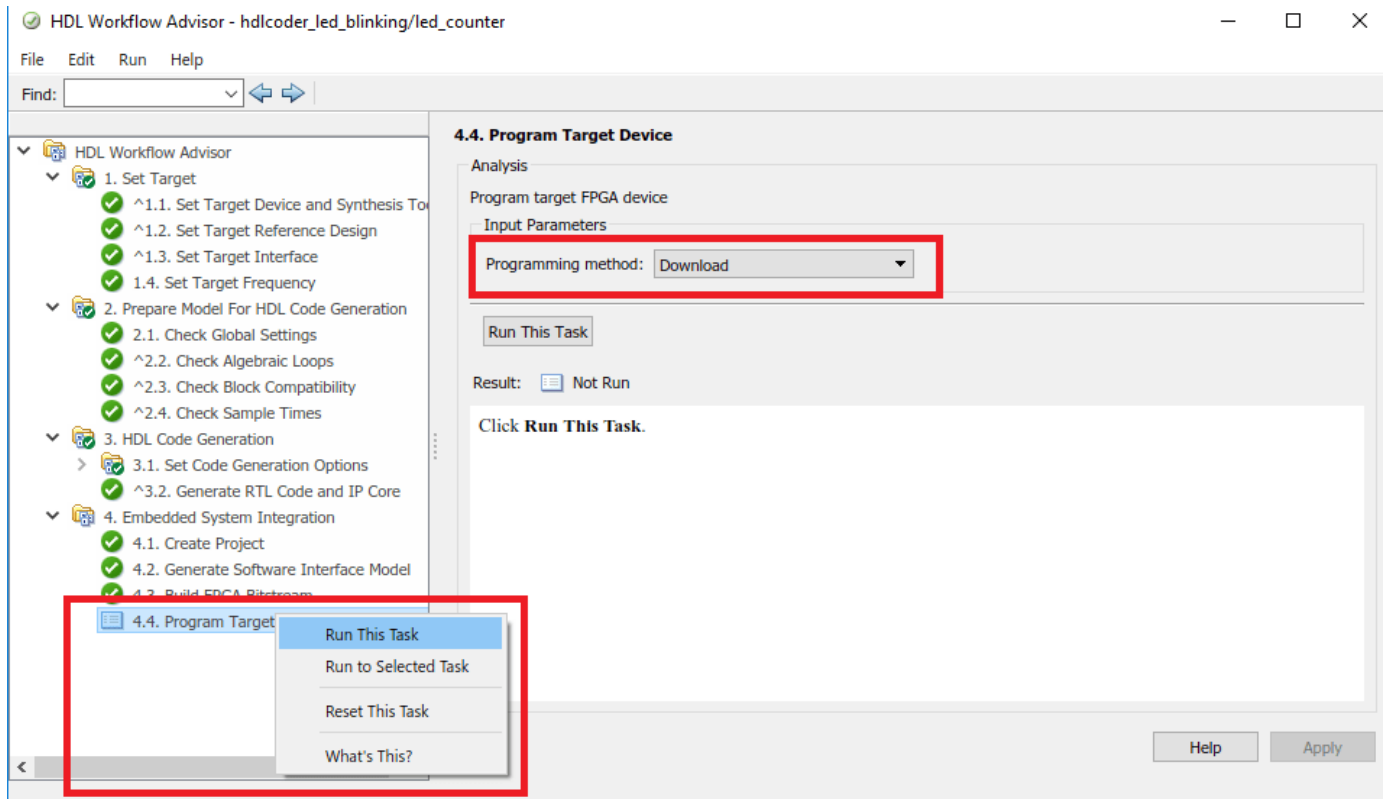 HDL Workflow Advisor - hdlcoder_led_blinking/led_counter
File Edit Run Help
Find:
HDL Workflow Advisor
1. Set Target
^1.1. Set Target Device and Synthesis To
^1.2. Set Target Reference Design
^1.3. Set Target Interface
1.4. Set Target Frequency
2. Prepare Model For HDL Code Generation
2.1. Check Global Settings
^2.2. Check Algebraic Loops
^2.3. Check Block Compatibility
^2.4. Check Sample Times
3. HDL Code Generation
3.1. Set Code Generation Options
^3.2. Generate RTL Code and IP Core
4. Embedded System Integration
4.1. Create Project
4.2. Generate Software Interface Model
4.3. Build FPGA Bitstream
4.4. Program Target
Run This Task
Run to Selected Task
Reset This Task
What's This?
4.4. Program Target Device
Analysis
Program target FPGA device
Input Parameters
Programming method: Download
Run This Task
Result: Not Run
Click Run This Task.
Help Apply